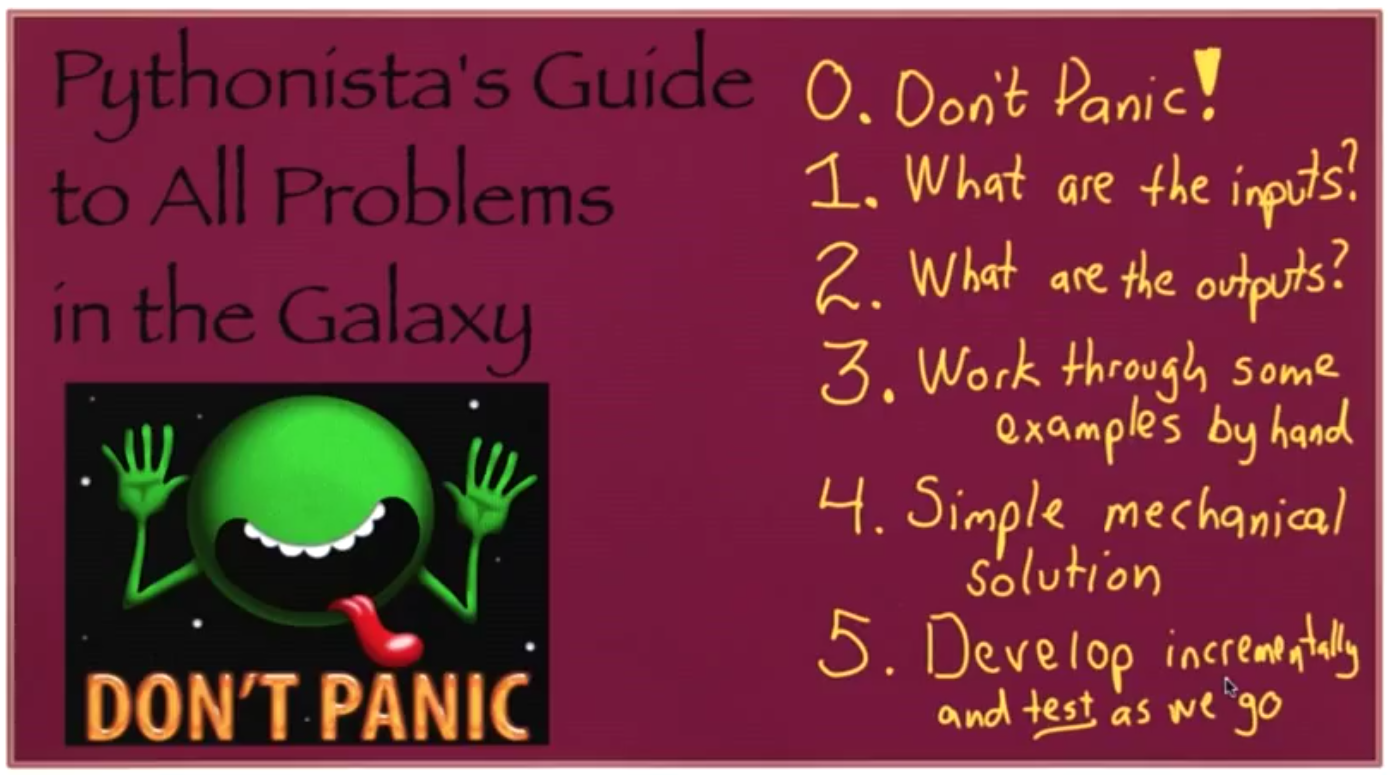 Pythonista's Guide
to All Problems
in the Galaxy
DON'T PANIC
0. Don't Panic!
1. What are the inputs?
2. What are the outputs?
3. Work through some
examples by hand
4. Simple mechanical
solution
5. Develop incrementally
and test as we go